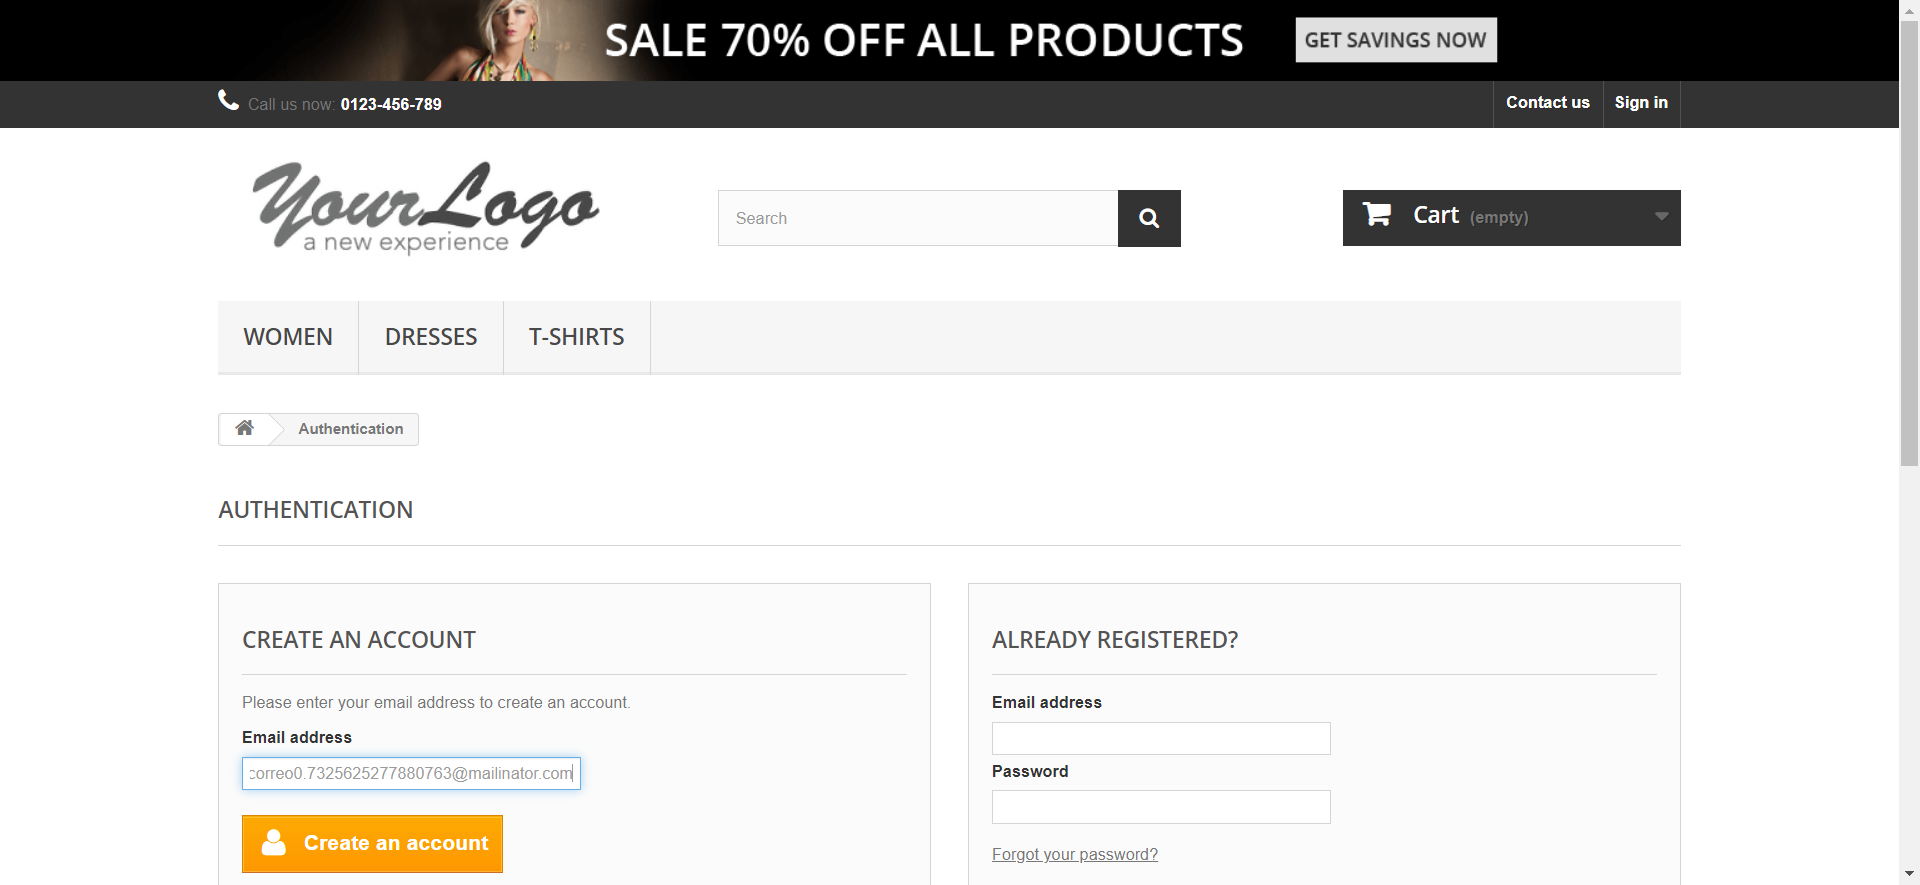 SALE 70% OFF ALL PRODUCTS GET SAVINGS NOW
Call us now: 0123-456-789
Contact us
Sign in
YourLogo
a new experience
Search
Cart (empty)
WOMEN
DRESSES
T-SHIRTS
Authentication
AUTHENTICATION
CREATE AN ACCOUNT
Please enter your email address to create an account.
Email address
correo0.7325625277880763@mailinator.com
Create an account
ALREADY REGISTERED?
Email address
Password
Forgot your password?